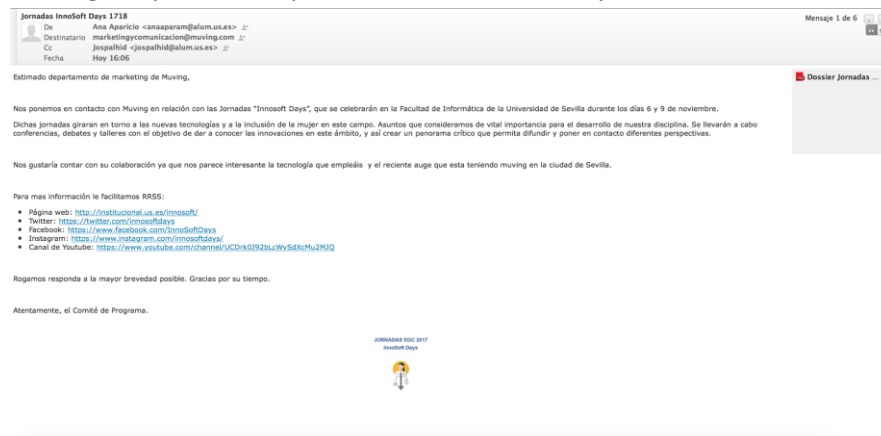 Jornadas InnoSoft Days 1718
Mensaje 1 de 6
De Ana Aparicio <anaaparam@alum.us.es>
Destinatario marketingycomunicacion@muving.com
Cc Jospalhid <jospalhid@alum.us.es>
Fecha Hoy 16:06
Estimado departamento de marketing de Muving,
Dossier Jornadas ...
Nos ponemos en contacto con Muving en relación con las Jornadas "Innosoft Days", que se celebrarán en la Facultad de Informática de la Universidad de Sevilla durante los días 6 y 9 de noviembre.
Dichas jornadas giraran en torno a las nuevas tecnologías y a la inclusión de la mujer en este campo. Asuntos que consideramos de vital importancia para el desarrollo de nuestra disciplina. Se llevarán a cabo
conferencias, debates y talleres con el objetivo de dar a conocer las innovaciones en este ámbito, y así crear un panorama crítico que permita difundir y poner en contacto diferentes perspectivas.
Nos gustaría contar con su colaboración ya que nos parece interesante la tecnología que empleáis y el reciente auge que esta teniendo muving en la ciudad de Sevilla.
Para mas información le facilitamos RRSS:
• Página web: http://institucional.us.es/innosoft/
• Twitter: https://twitter.com/innosoftdays
• Facebook: https://www.facebook.com/InnoSoftDays
• Instagram: https://www.instagram.com/innosoftdays/
• Canal de Youtube: https://www.youtube.com/channel/UCDrk0J92bLcWySdXcMu2MJQ
Rogamos responda a la mayor brevedad posible. Gracias por su tiempo.
Atentamente, el Comité de Programa.
JORNADAS EGC 2017
InnoSoft Days